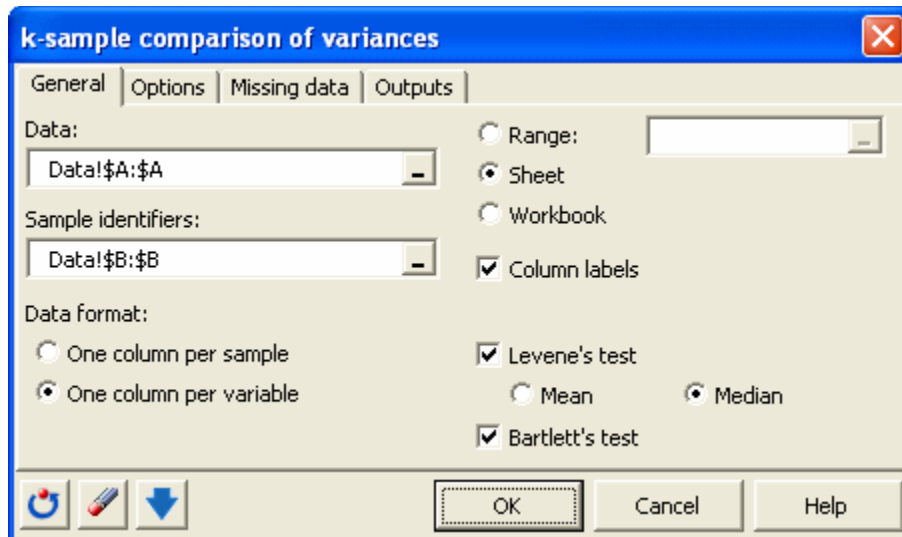 k-sample comparison of variances
General
Options
Missing data
Outputs
Data:
Data!$A:$A
Sample identifiers:
Data!$B:$B
Data format:
One column per sample
One column per variable
Range:
Sheet
Workbook
Column labels
Levene's test
Mean
Median
Bartlett's test
OK
Cancel
Help